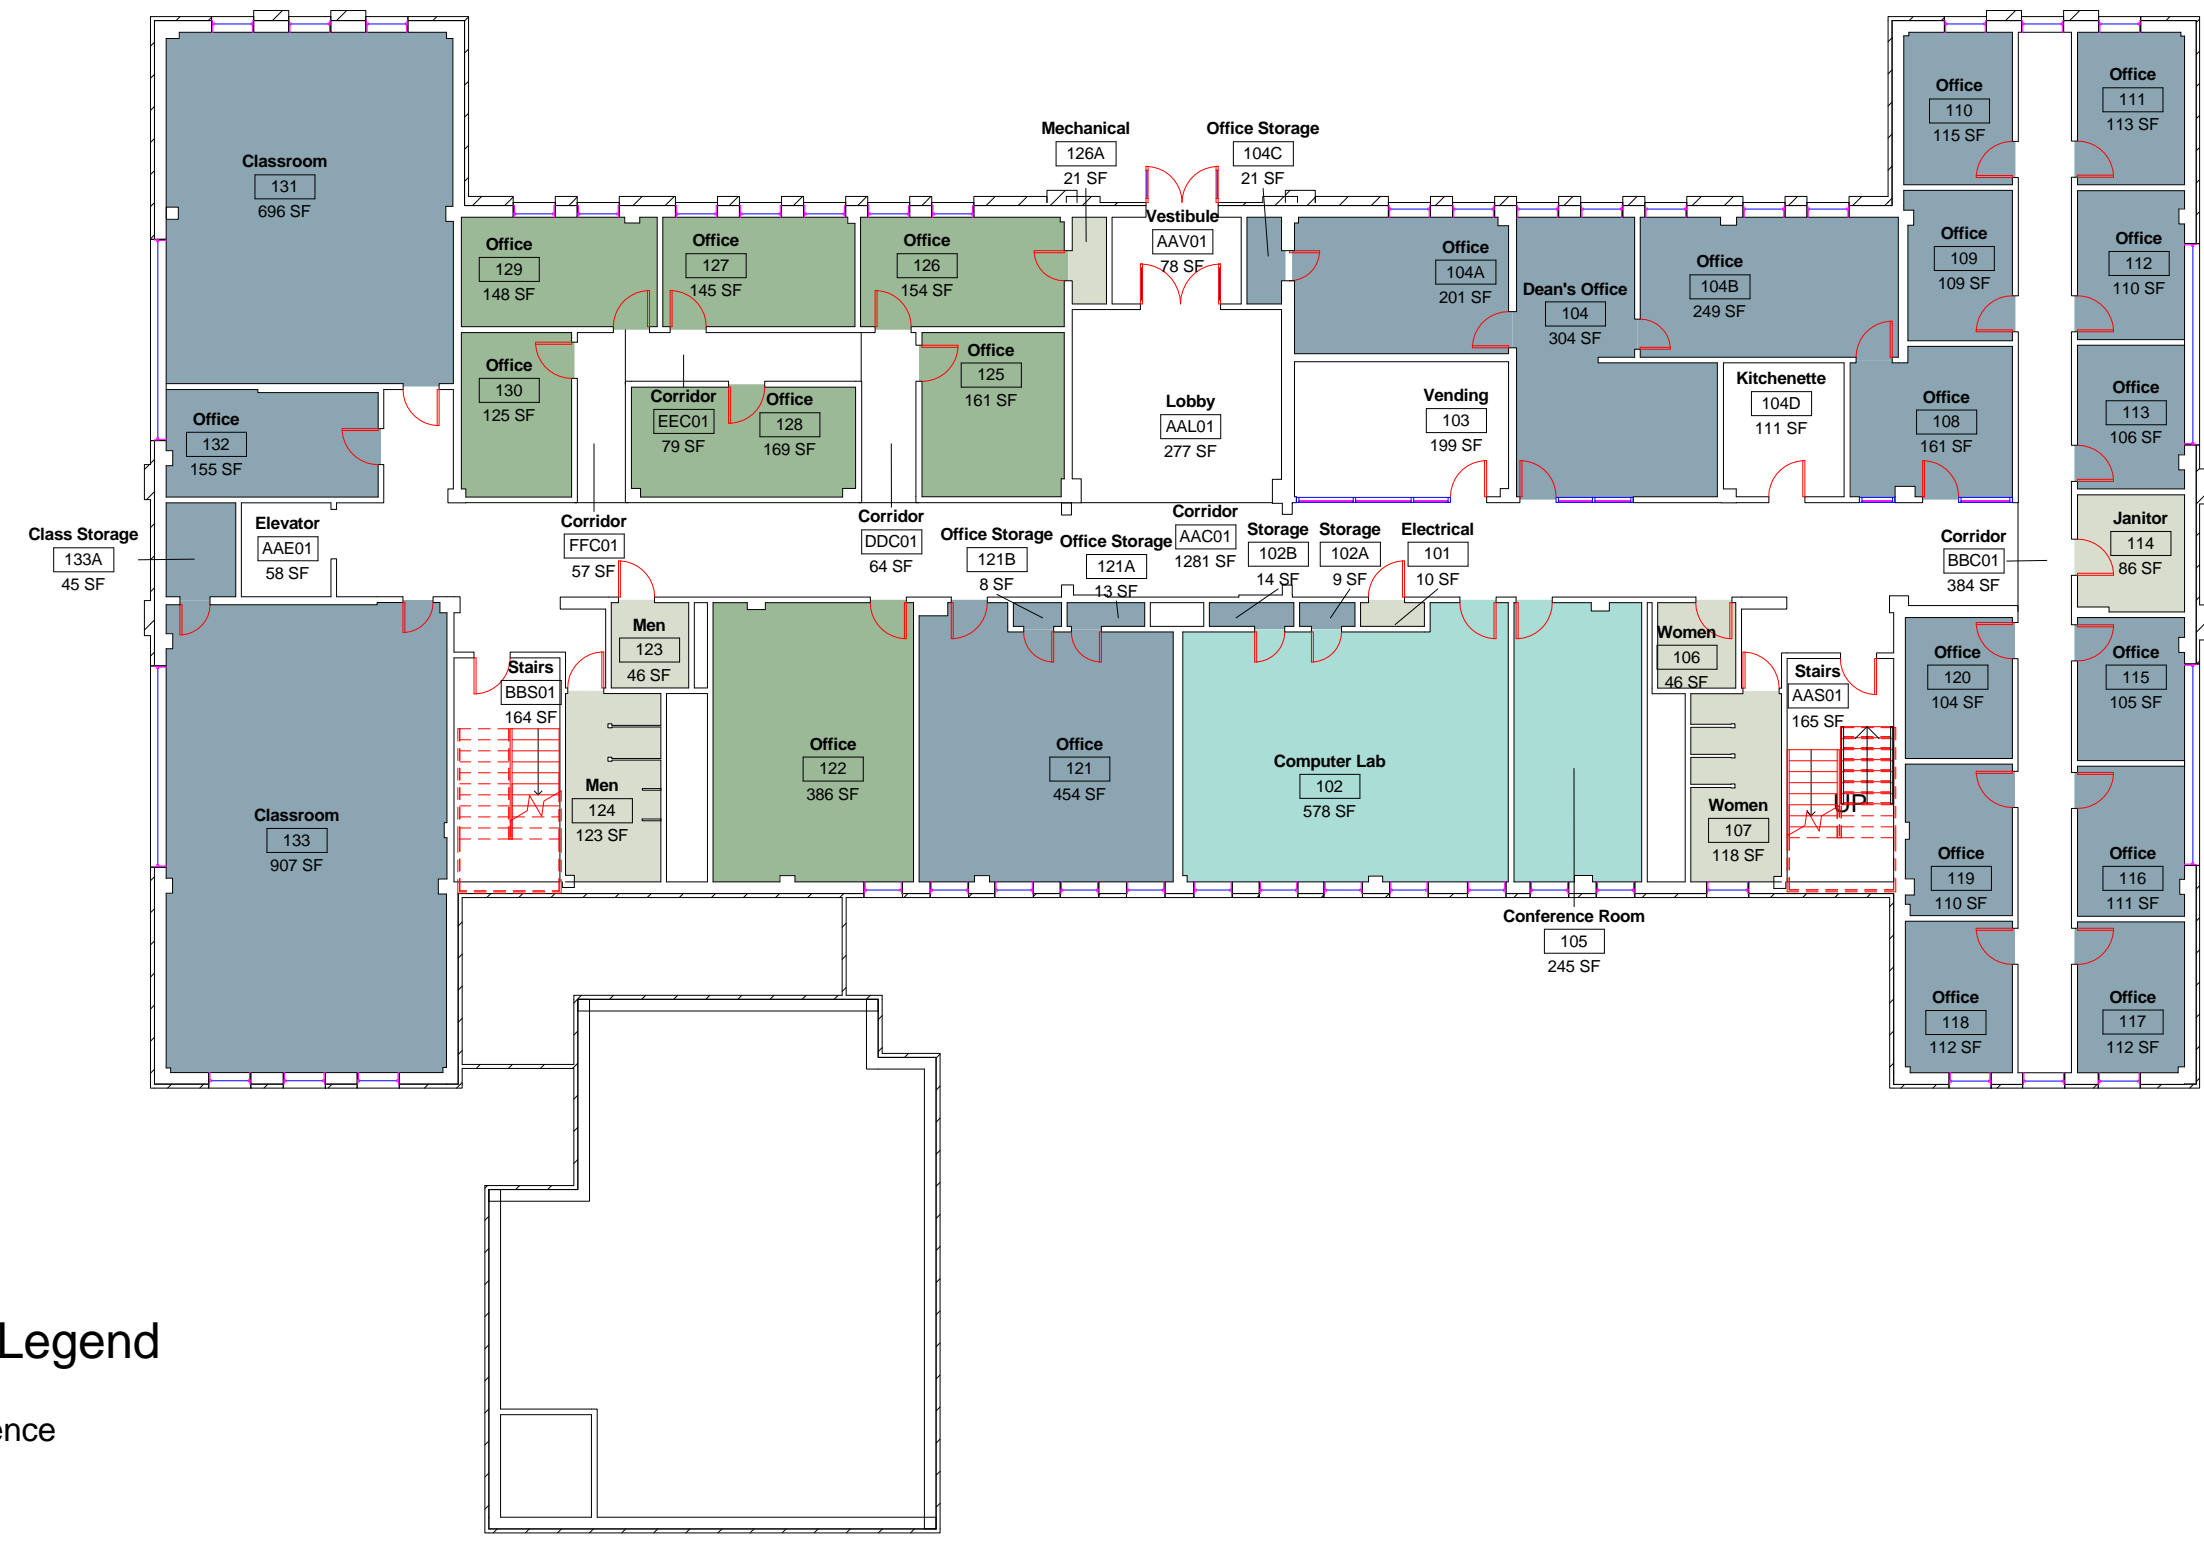 Classroom
131
696 SF
Mechanical
126A
21 SF
Office Storage
104C
21 SF
Office
110
115 SF
Office
111
113 SF
Office
129
148 SF
Office
127
145 SF
Office
126
154 SF
Vestibule
AAV01
78 SF
Office
104A
201 SF
Dean's Office
104
304 SF
Office
104B
249 SF
Office
109
109 SF
Office
112
110 SF
Office
130
125 SF
Corridor
EEC01
79 SF
Office
128
169 SF
Office
125
161 SF
Lobby
AAL01
277 SF
Vending
103
199 SF
Kitchenette
104D
111 SF
Office
108
161 SF
Office
113
106 SF
Office
132
155 SF
Class Storage
133A
45 SF
Elevator
AAE01
58 SF
Corridor
FFC01
57 SF
Corridor
DDC01
64 SF
Office Storage
121B
8 SF
Office Storage
121A
13 SF
Corridor
AAC01
1281 SF
Storage
102B
14 SF
Storage
102A
9 SF
Electrical
101
10 SF
Corridor
BBC01
384 SF
Janitor
114
86 SF
Stairs
BBS01
164 SF
Men
123
46 SF
Women
106
46 SF
Stairs
AAS01
165 SF
Office
120
104 SF
Office
115
105 SF
Classroom
133
907 SF
Men
124
123 SF
Office
122
386 SF
Office
121
454 SF
Computer Lab
102
578 SF
Women
107
118 SF
UP
Office
119
110 SF
Office
116
111 SF
Conference Room
105
245 SF
Office
118
112 SF
Office
117
112 SF
Legend
ence